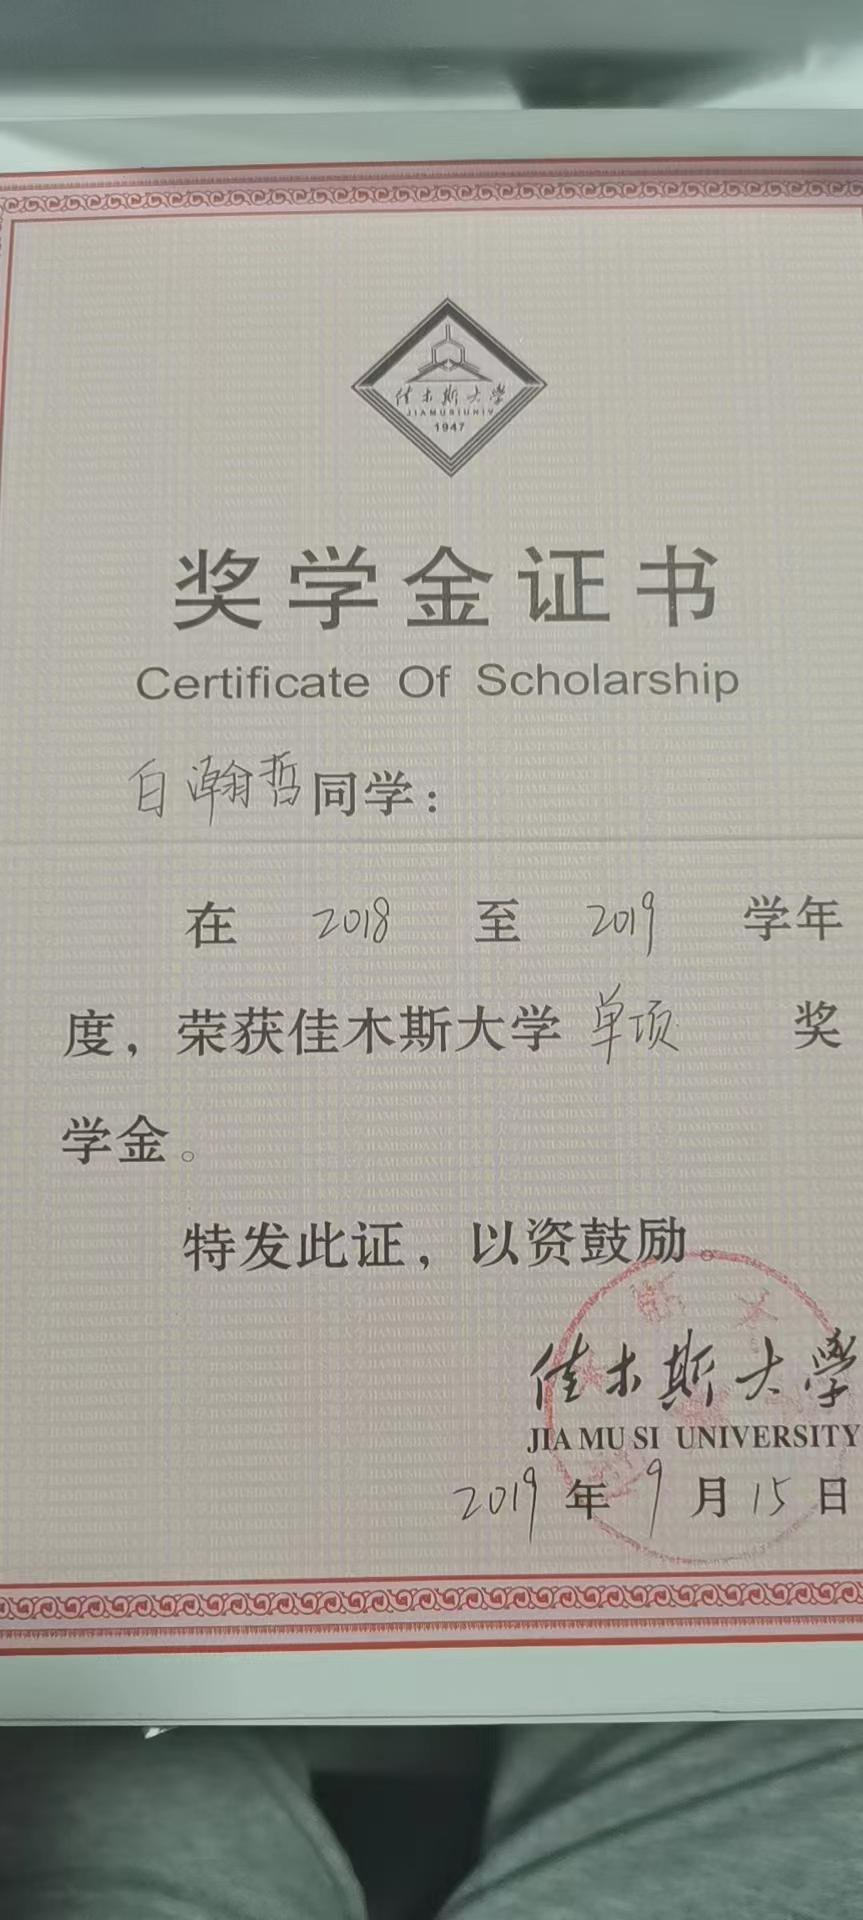 佳木斯大学
JIAMUSIUNIV
1947
奖学金证书
Certificate Of Scholarship
白瀚哲同学：
在 2018 至 2019 学年
度，荣获佳木斯大学 单项 奖
学金。
特发此证，以资鼓励。
佳木斯大学
JIA MU SI UNIVERSITY
2019 年 9 月 15 日